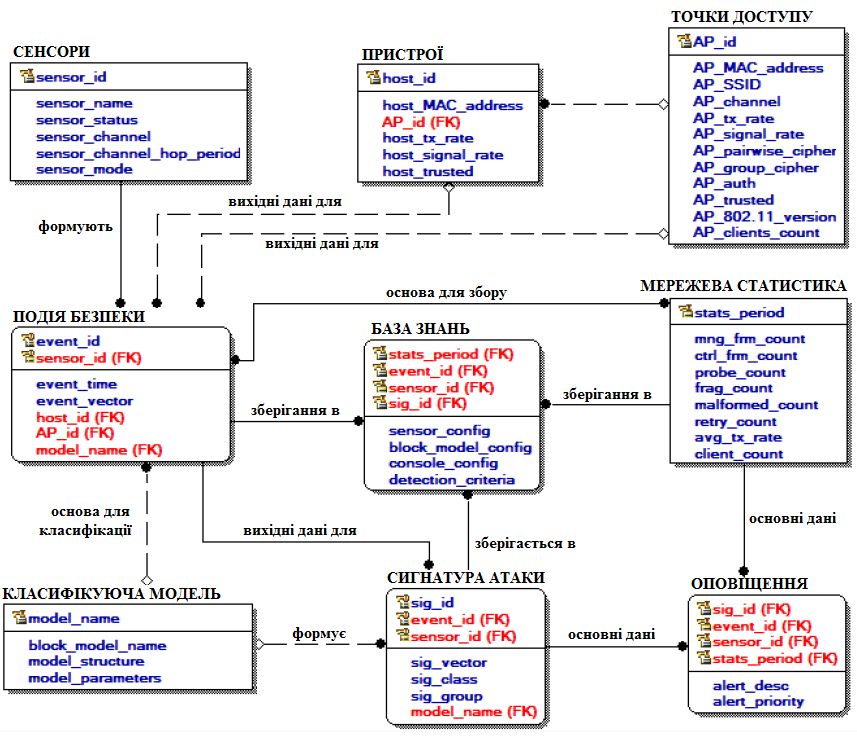 ТОЧКИ ДОСТУПУ
AP_id
AP_MAC_address
AP_SSID
AP_channel
AP_tx_rate
AP_signal_rate
AP_pairwise_cipher
AP_group_cipher
AP_auth
AP_trusted
AP_802.11_version
AP_clients_count
СЕНСОРИ
sensor_id
sensor_name
sensor_status
sensor_channel
sensor_channel_hop_period
sensor_mode
ПРИСТРОЇ
host_id
host_MAC_address
AP_id (FK)
host_tx_rate
host_signal_rate
host_trusted
формують
вихідні дані для
вихідні дані для
ПОДІЯ БЕЗПЕКИ
event_id
sensor_id (FK)
event_time
event_vector
host_id (FK)
AP_id (FK)
model_name (FK)
основа для збору
БАЗА ЗНАНЬ
stats_period (FK)
event_id (FK)
sensor_id (FK)
sig_id (FK)
sensor_config
block_model_config
console_config
detection_criteria
МЕРЕЖЕВА СТАТИСТИКА
stats_period
mng_frm_count
ctrl_frm_count
probe_count
frag_count
malformed_count
retry_count
avg_tx_rate
client_count
зберігання в
зберігання в
основа для
класифікації
вихідні дані для
зберігається в
основні дані
КЛАСИФІКУЮЧА МОДЕЛЬ
model_name
block_model_name
model_structure
model_parameters
формує
СИГНАТУРА АТАКИ
sig_id
event_id (FK)
sensor_id (FK)
sig_vector
sig_class
sig_group
model_name (FK)
основні дані
ОПОВІЩЕННЯ
sig_id (FK)
event_id (FK)
sensor_id (FK)
stats_period (FK)
alert_desc
alert_priority